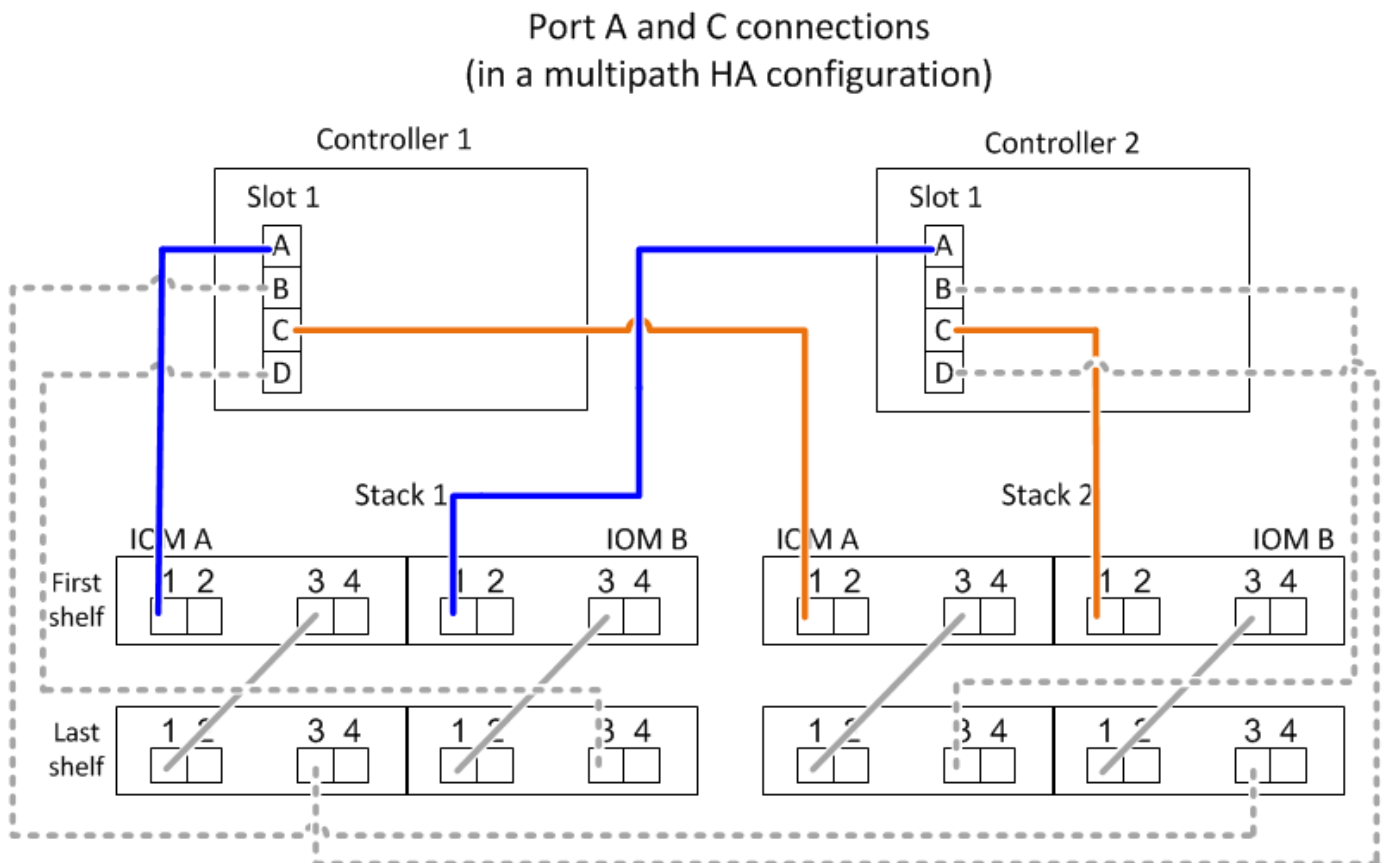 Port A and C connections
(in a multipath HA configuration)
Controller 1
Controller 2
Slot 1
Slot 1
A
A
B
B
C
C
D
D
Stack 1
Stack 2
IOM A
IOM B
IOM A
IOM B
First
shelf
1 2 3 4 1 2 3 4 1 2 3 4 1 2 3 4
Last
shelf
1 2 3 4 1 2 3 4 1 2 3 4 1 2 3 4